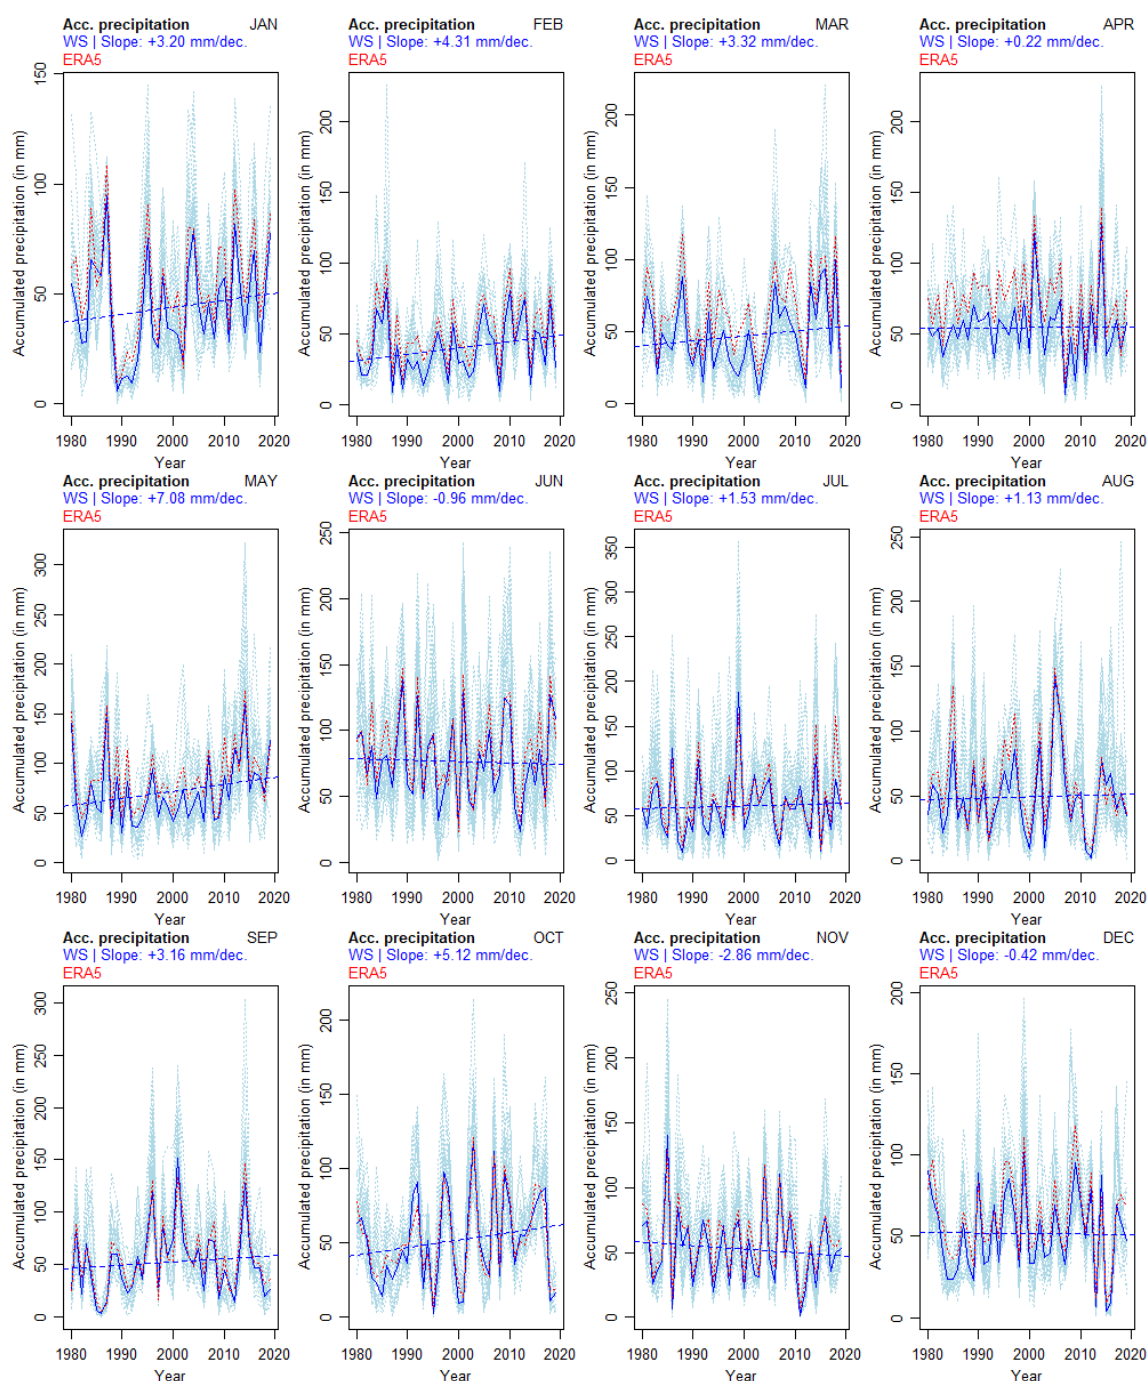 Acc. precipitation JAN
WS | Slope: +3.20 mm/dec.
ERA5
Accumulated precipitation (in mm)
150
100
50
0
1980 1990 2000 2010 2020
Year
Acc. precipitation FEB
WS | Slope: +4.31 mm/dec.
ERA5
Accumulated precipitation (in mm)
200
150
100
50
0
1980 1990 2000 2010 2020
Year
Acc. precipitation MAR
WS | Slope: +3.32 mm/dec.
ERA5
Accumulated precipitation (in mm)
200
150
100
50
0
1980 1990 2000 2010 2020
Year
Acc. precipitation APR
WS | Slope: +0.22 mm/dec.
ERA5
Accumulated precipitation (in mm)
200
150
100
50
0
1980 1990 2000 2010 2020
Year
Acc. precipitation MAY
WS | Slope: +7.08 mm/dec.
ERA5
Accumulated precipitation (in mm)
300
250
200
150
100
50
0
1980 1990 2000 2010 2020
Year
Acc. precipitation JUN
WS | Slope: -0.96 mm/dec.
ERA5
Accumulated precipitation (in mm)
250
200
150
100
50
0
1980 1990 2000 2010 2020
Year
Acc. precipitation JUL
WS | Slope: +1.53 mm/dec.
ERA5
Accumulated precipitation (in mm)
350
300
250
200
150
100
50
0
1980 1990 2000 2010 2020
Year
Acc. precipitation AUG
WS | Slope: +1.13 mm/dec.
ERA5
Accumulated precipitation (in mm)
250
200
150
100
50
0
1980 1990 2000 2010 2020
Year
Acc. precipitation SEP
WS | Slope: +3.16 mm/dec.
ERA5
Accumulated precipitation (in mm)
300
250
200
150
100
50
0
1980 1990 2000 2010 2020
Year
Acc. precipitation OCT
WS | Slope: +5.12 mm/dec.
ERA5
Accumulated precipitation (in mm)
200
150
100
50
0
1980 1990 2000 2010 2020
Year
Acc. precipitation NOV
WS | Slope: -2.86 mm/dec.
ERA5
Accumulated precipitation (in mm)
250
200
150
100
50
0
1980 1990 2000 2010 2020
Year
Acc. precipitation DEC
WS | Slope: -0.42 mm/dec.
ERA5
Accumulated precipitation (in mm)
200
150
100
50
0
1980 1990 2000 2010 2020
Year